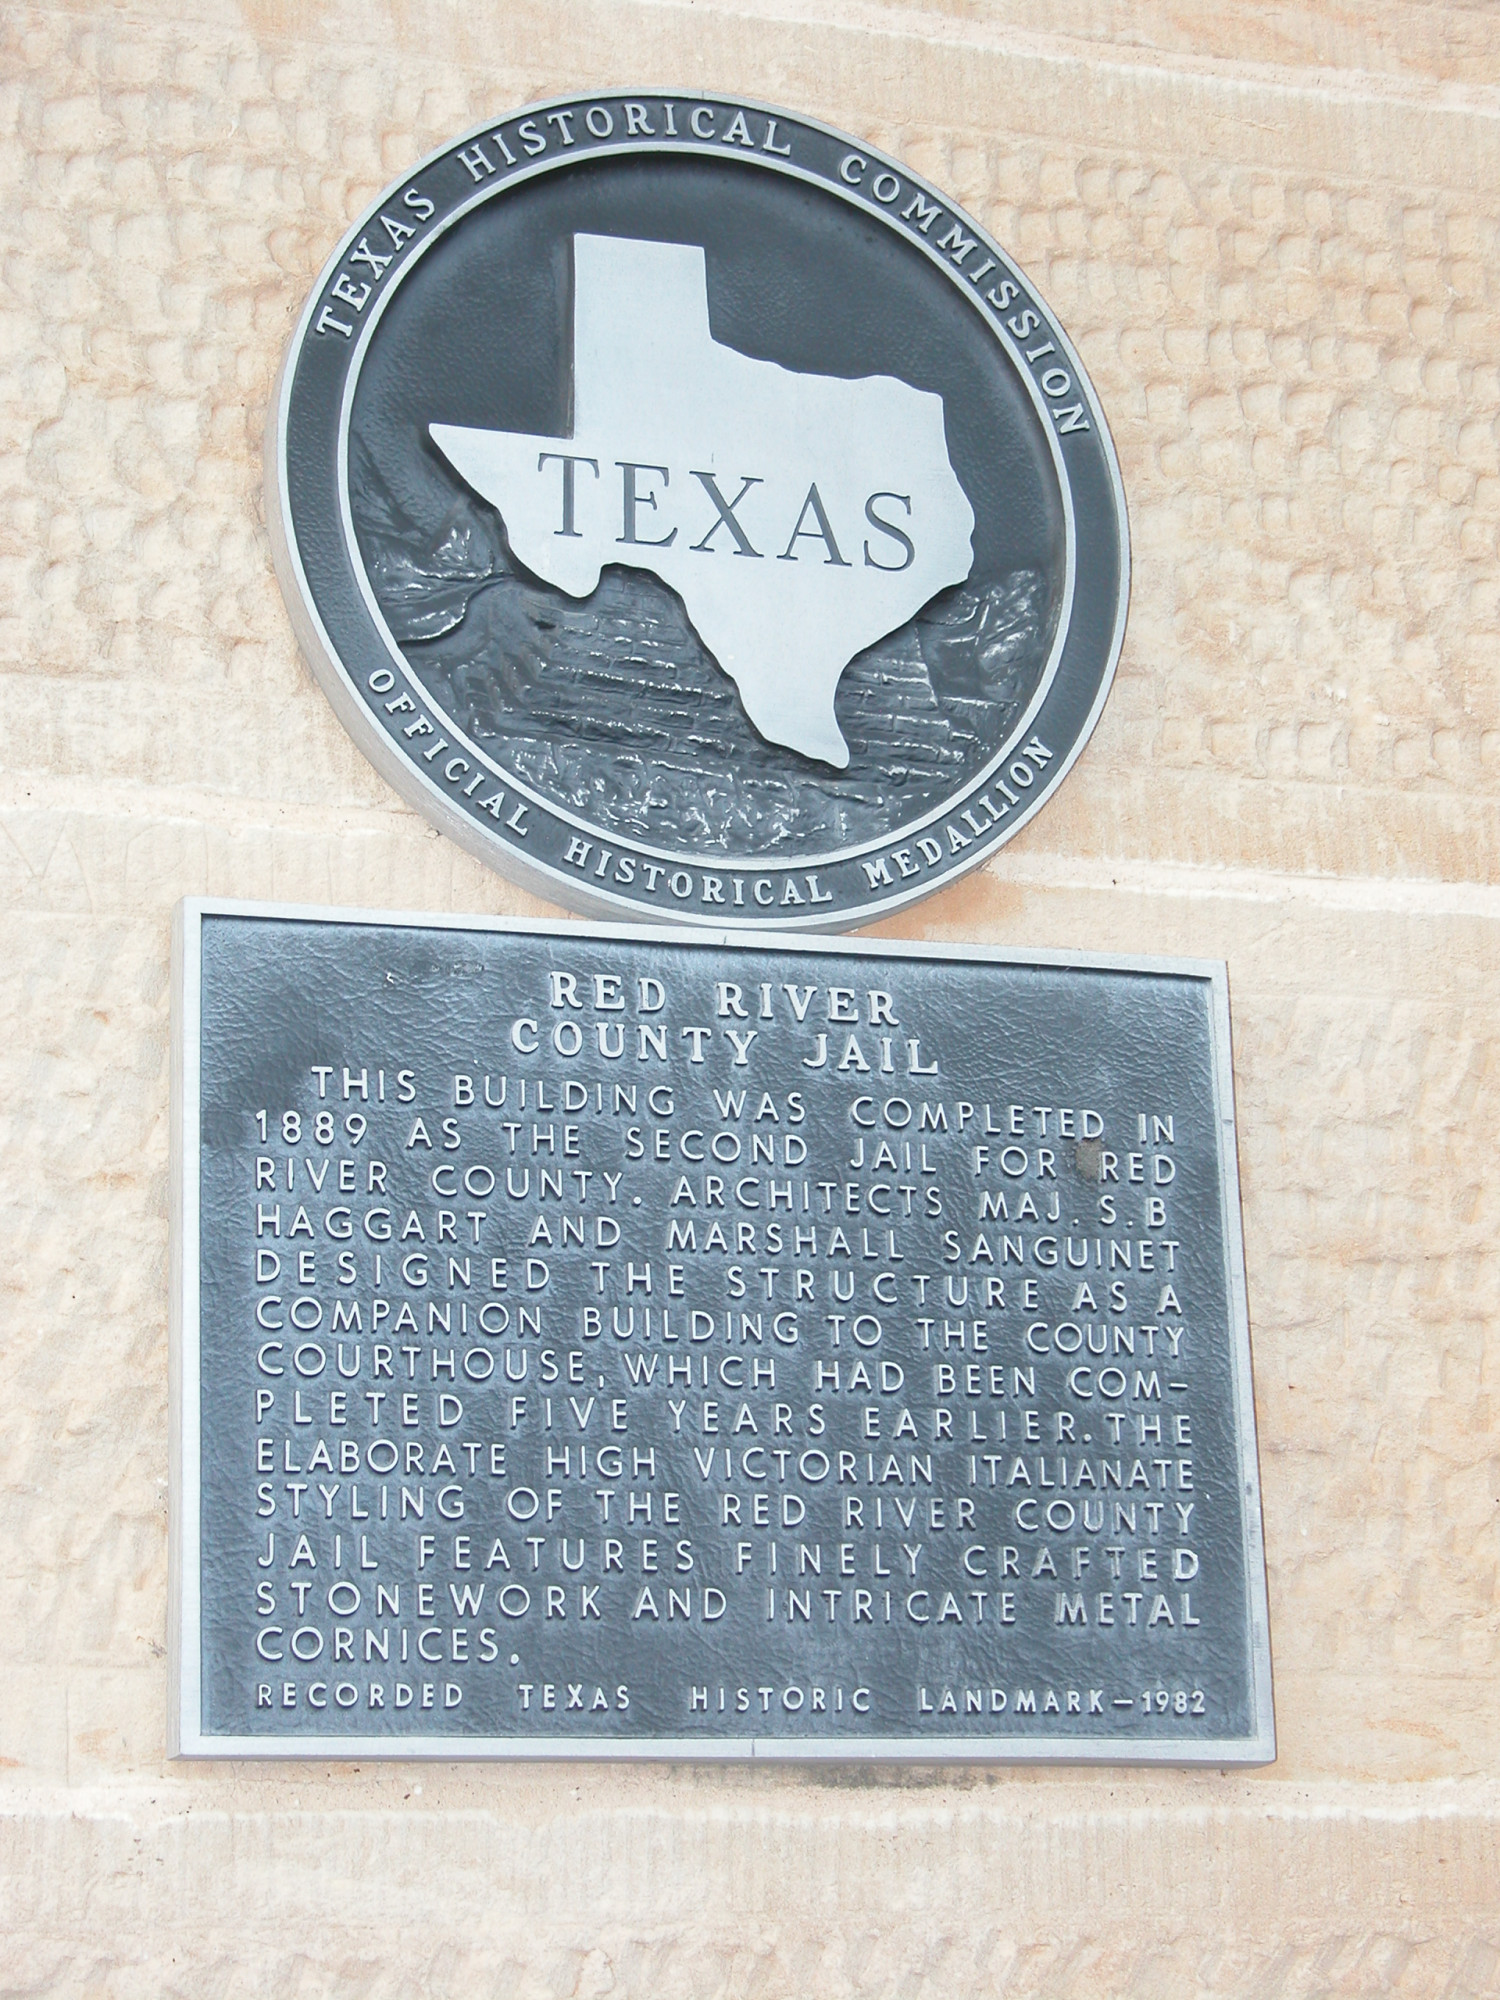 TEXAS HISTORICAL COMMISSION
TEXAS
OFFICIAL HISTORICAL MEDALLION
RED RIVER
COUNTY JAIL
THIS BUILDING WAS COMPLETED IN
1889 AS THE SECOND JAIL FOR RED
RIVER COUNTY. ARCHITECTS MAJ. S. B
HAGGART AND MARSHALL SANGUINET
DESIGNED THE STRUCTURE AS A
COMPANION BUILDING TO THE COUNTY
COURTHOUSE, WHICH HAD BEEN COM-
PLETED FIVE YEARS EARLIER. THE
ELABORATE HIGH VICTORIAN ITALIANATE
STYLING OF THE RED RIVER COUNTY
JAIL FEATURES FINELY CRAFTED
STONEWORK AND INTRICATE METAL
CORNICES.
RECORDED TEXAS HISTORIC LANDMARK—1982